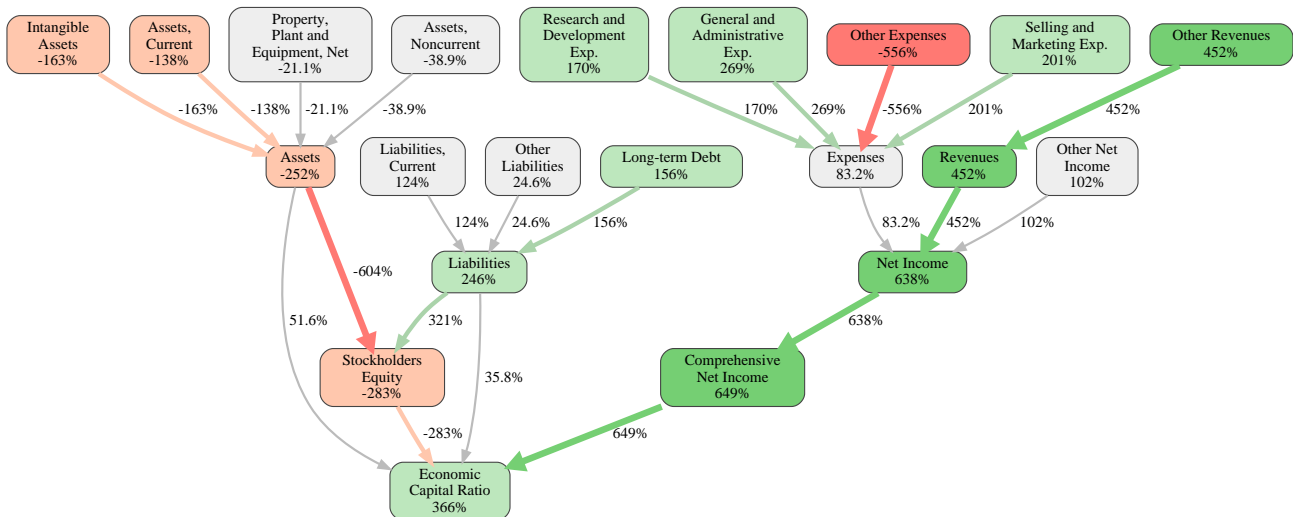 Intangible
Assets
-163%
Assets,
Current
-138%
Property,
Plant and
Equipment, Net
-21.1%
Assets,
Noncurrent
-38.9%
Research and
Development
Exp.
170%
General and
Administrative
Exp.
269%
Other Expenses
-556%
Selling and
Marketing Exp.
201%
Other Revenues
452%
-163%
-138%
-21.1%
-38.9%
170%
269%
-556%
201%
452%
Assets
-252%
Liabilities,
Current
124%
Other
Liabilities
24.6%
Long-term Debt
156%
Expenses
83.2%
Revenues
452%
Other Net
Income
102%
124%
24.6%
156%
83.2%
452%
102%
-604%
Liabilities
246%
Net Income
638%
51.6%
321%
638%
Stockholders
Equity
-283%
35.8%
Comprehensive
Net Income
649%
-283%
649%
Economic
Capital Ratio
366%